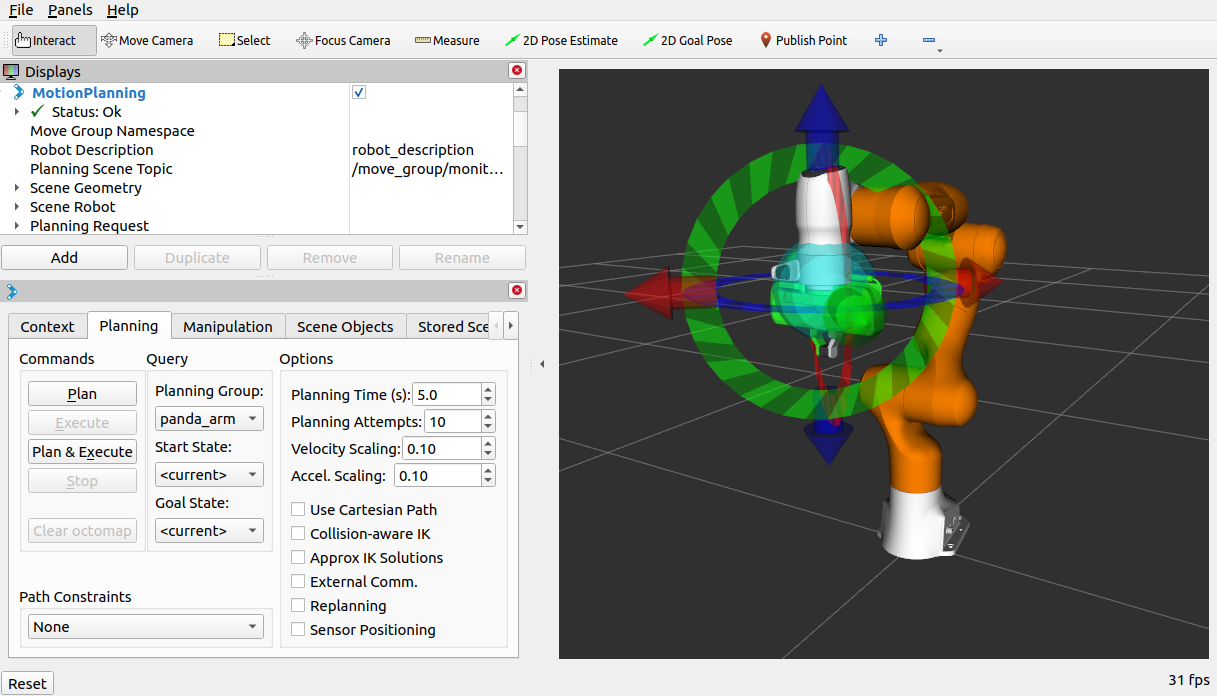 File Panels Help
Interact Move Camera Select Focus Camera Measure 2D Pose Estimate 2D Goal Pose Publish Point
Displays
MotionPlanning
Status: Ok
Move Group Namespace
Robot Description robot_description
Planning Scene Topic /move_group/monit...
Scene Geometry
Scene Robot
Planning Request
Add Duplicate Remove Rename
Context Planning Manipulation Scene Objects Stored Sce
Commands Query Options
Plan
Execute
Plan & Execute
Stop
Clear octomap
Planning Group:
panda_arm
Start State:
<current>
Goal State:
<current>
Planning Time (s): 5.0
Planning Attempts: 10
Velocity Scaling: 0.10
Accel. Scaling: 0.10
Use Cartesian Path
Collision-aware IK
Approx IK Solutions
External Comm.
Replanning
Sensor Positioning
Path Constraints
None
Reset 31 fps